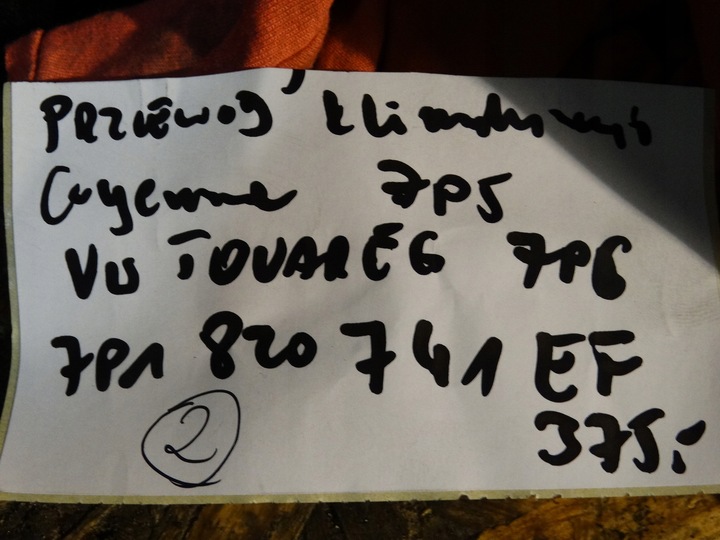 PRZEWÓD klimatyzacji
Cayenne 7P5
VW TOUAREG 7P6
7P1 820 741 EF
375,-
2